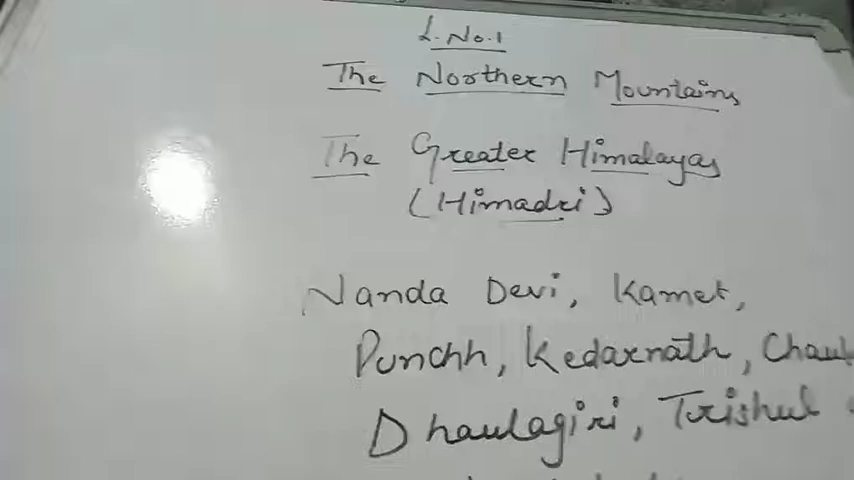 L.No.1
The Northern Mountains
The Greater Himalayas
(Himadri)
Nanda Devi, Kamet,
Punchh, Kedarnath,
Dhaulagiri, Trishul